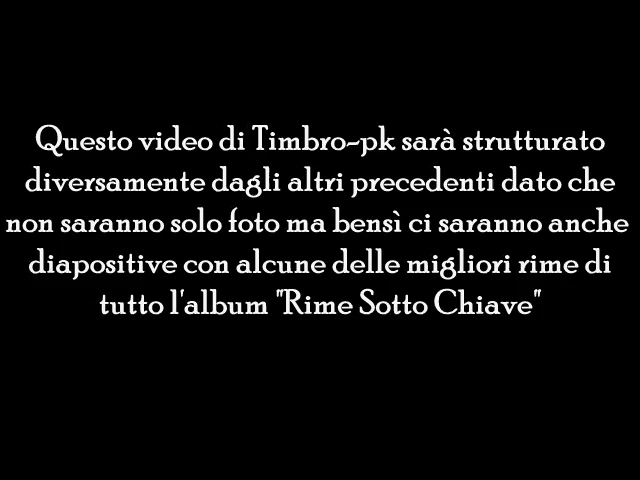 Questo video di Timbro-pk sarà strutturato
diversamente dagli altri precedenti dato che
non saranno solo foto ma bensì ci saranno anche
diapositive con alcune delle migliori rime di
tutto l'album "Rime Sotto Chiave"